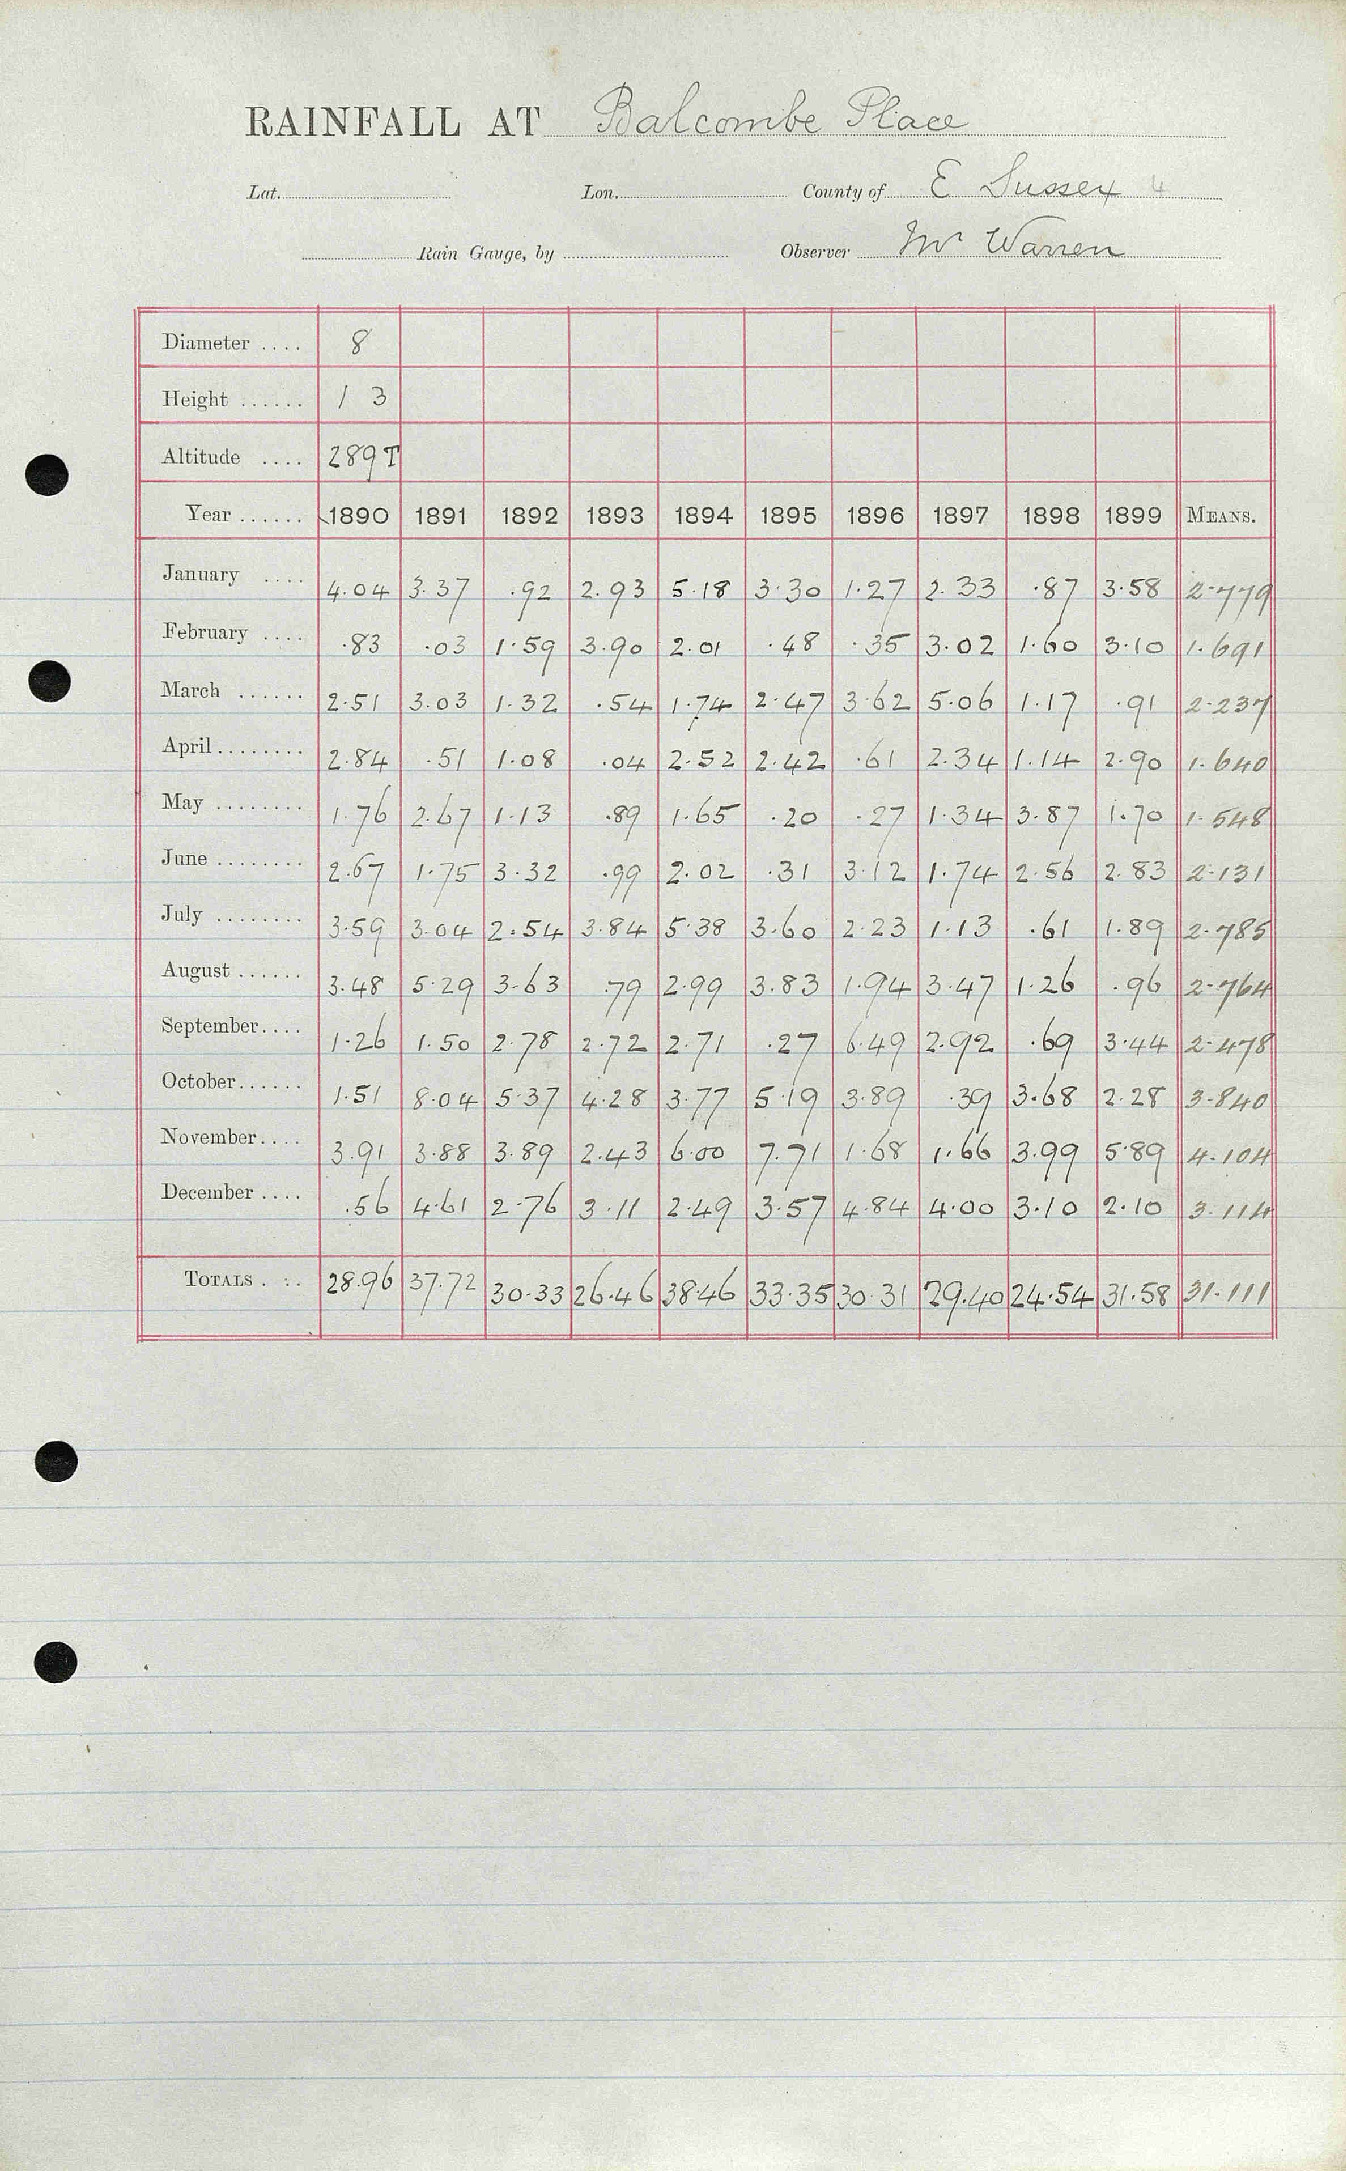 RAINFALL AT Balcombe Place
Lat. Lon. County of E Sussex 4
Rain Gauge, by Observer Mr Warren
Diameter .... 8
Height ...... 1 3
Altitude .... 289T
Year ...... 1890 1891 1892 1893 1894 1895 1896 1897 1898 1899 MEANS.
January .... 4.04 3.37 .92 2.93 5.18 3.30 1.27 2.33 .87 3.58 2.779
February .... .83 .03 1.59 3.90 2.01 .48 .35 3.02 1.60 3.10 1.691
March ...... 2.51 3.03 1.32 .54 1.74 2.47 3.62 5.06 1.17 .91 2.237
April ........ 2.84 .51 1.08 .04 2.52 2.42 .61 2.34 1.14 2.90 1.640
May ........ 1.76 2.67 1.13 .89 1.65 .20 .27 1.34 3.87 1.70 1.548
June ........ 2.67 1.75 3.32 .99 2.02 .31 3.12 1.74 2.56 2.83 2.131
July ........ 3.59 3.04 2.54 3.84 5.38 3.60 2.23 1.13 .61 1.89 2.785
August ...... 3.48 5.29 3.63 .79 2.99 3.83 1.94 3.47 1.26 .96 2.764
September.... 1.26 1.50 2.78 2.72 2.71 .27 6.49 2.92 .69 3.44 2.478
October...... 1.51 8.04 5.37 4.28 3.77 5.19 3.89 .39 3.68 2.28 3.840
November.... 3.91 3.88 3.89 2.43 6.00 7.71 1.68 1.66 3.99 5.89 4.104
December .... .56 4.61 2.76 3.11 2.49 3.57 4.84 4.00 3.10 2.10 3.114
TOTALS . .. 28.96 37.72 30.33 26.46 38.46 33.35 30.31 29.40 24.54 31.58 31.111